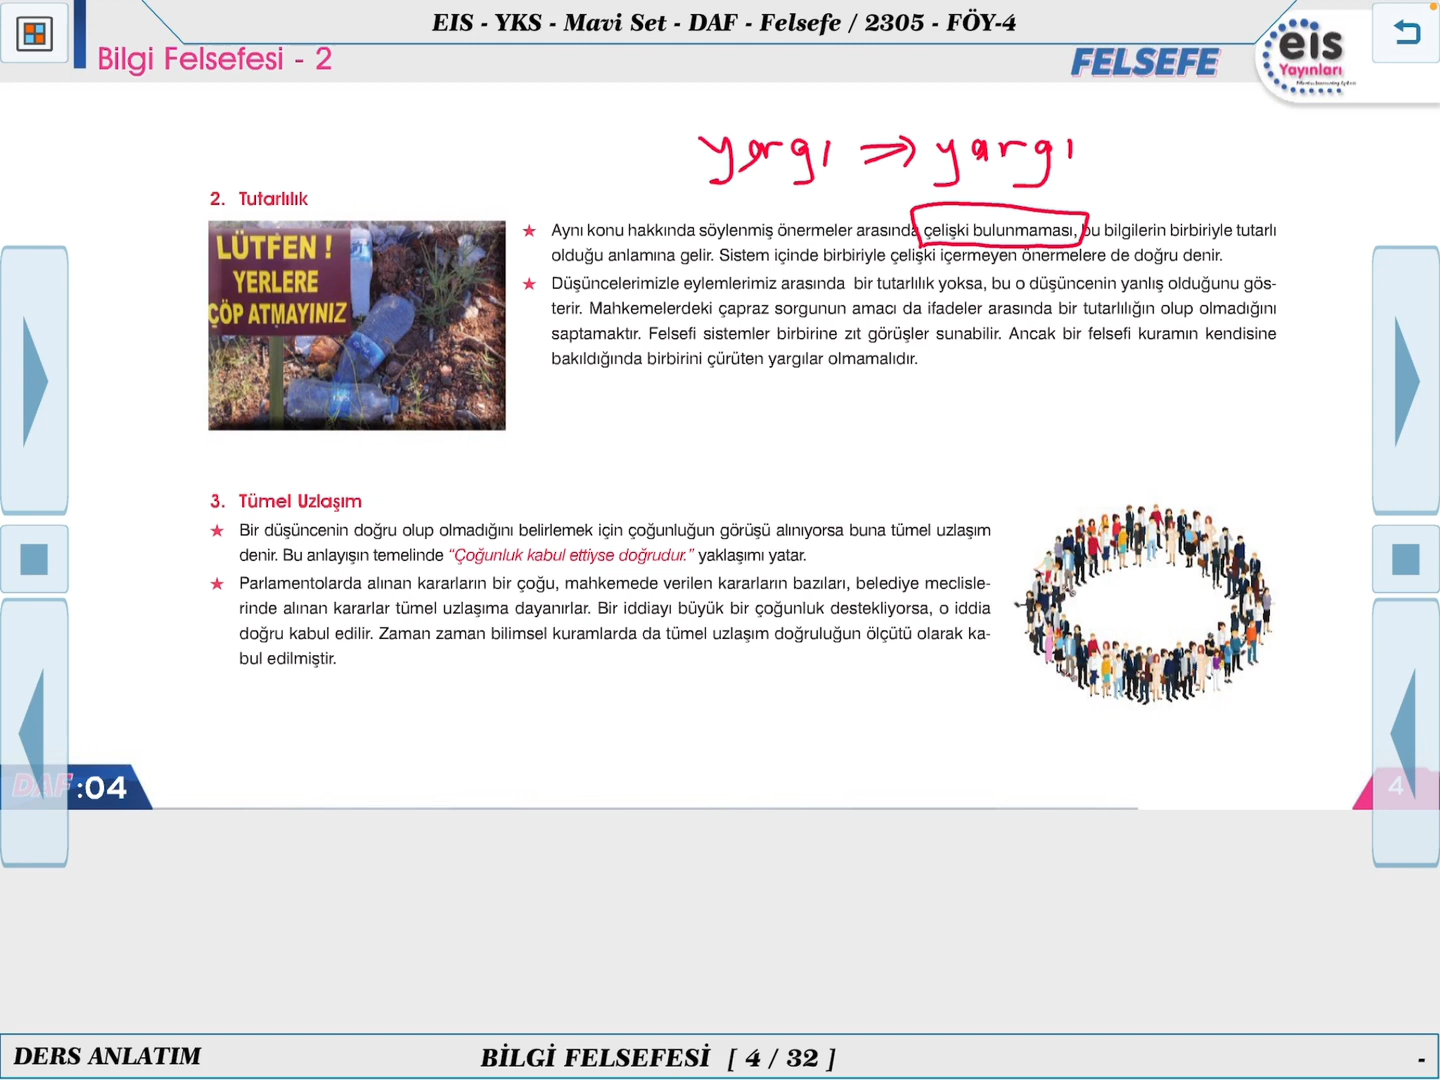 EIS - YKS - Mavi Set - DAF - Felsefe / 2305 - FÖY-4
Bilgi Felsefesi - 2
FELSEFE
eis
Yayınları
yargı ⇒ yargı
2. Tutarlılık
LÜTFEN !
YERLERE
ÇÖP ATMAYINIZ
★ Aynı konu hakkında söylenmiş önermeler arasında çelişki bulunmaması, bu bilgilerin birbiriyle tutarlı
olduğu anlamına gelir. Sistem içinde birbiriyle çelişki içermeyen önermelere de doğru denir.
★ Düşüncelerimizle eylemlerimiz arasında bir tutarlılık yoksa, bu o düşüncenin yanlış olduğunu gös-
terir. Mahkemelerdeki çapraz sorgunun amacı da ifadeler arasında bir tutarlılığın olup olmadığını
saptamaktır. Felsefi sistemler birbirine zıt görüşler sunabilir. Ancak bir felsefi kuramın kendisine
bakıldığında birbirini çürüten yargılar olmamalıdır.
3. Tümel Uzlaşım
★ Bir düşüncenin doğru olup olmadığını belirlemek için çoğunluğun görüşü alınıyorsa buna tümel uzlaşım
denir. Bu anlayışın temelinde “Çoğunluk kabul ettiyse doğrudur.” yaklaşımı yatar.
★ Parlamentolarda alınan kararların bir çoğu, mahkemede verilen kararların bazıları, belediye meclisle-
rinde alınan kararlar tümel uzlaşıma dayanırlar. Bir iddiayı büyük bir çoğunluk destekliyorsa, o iddia
doğru kabul edilir. Zaman zaman bilimsel kuramlarda da tümel uzlaşım doğruluğun ölçütü olarak ka-
bul edilmiştir.
DAF :04
4
DERS ANLATIM
BİLGİ FELSEFESİ [ 4 / 32 ]
-